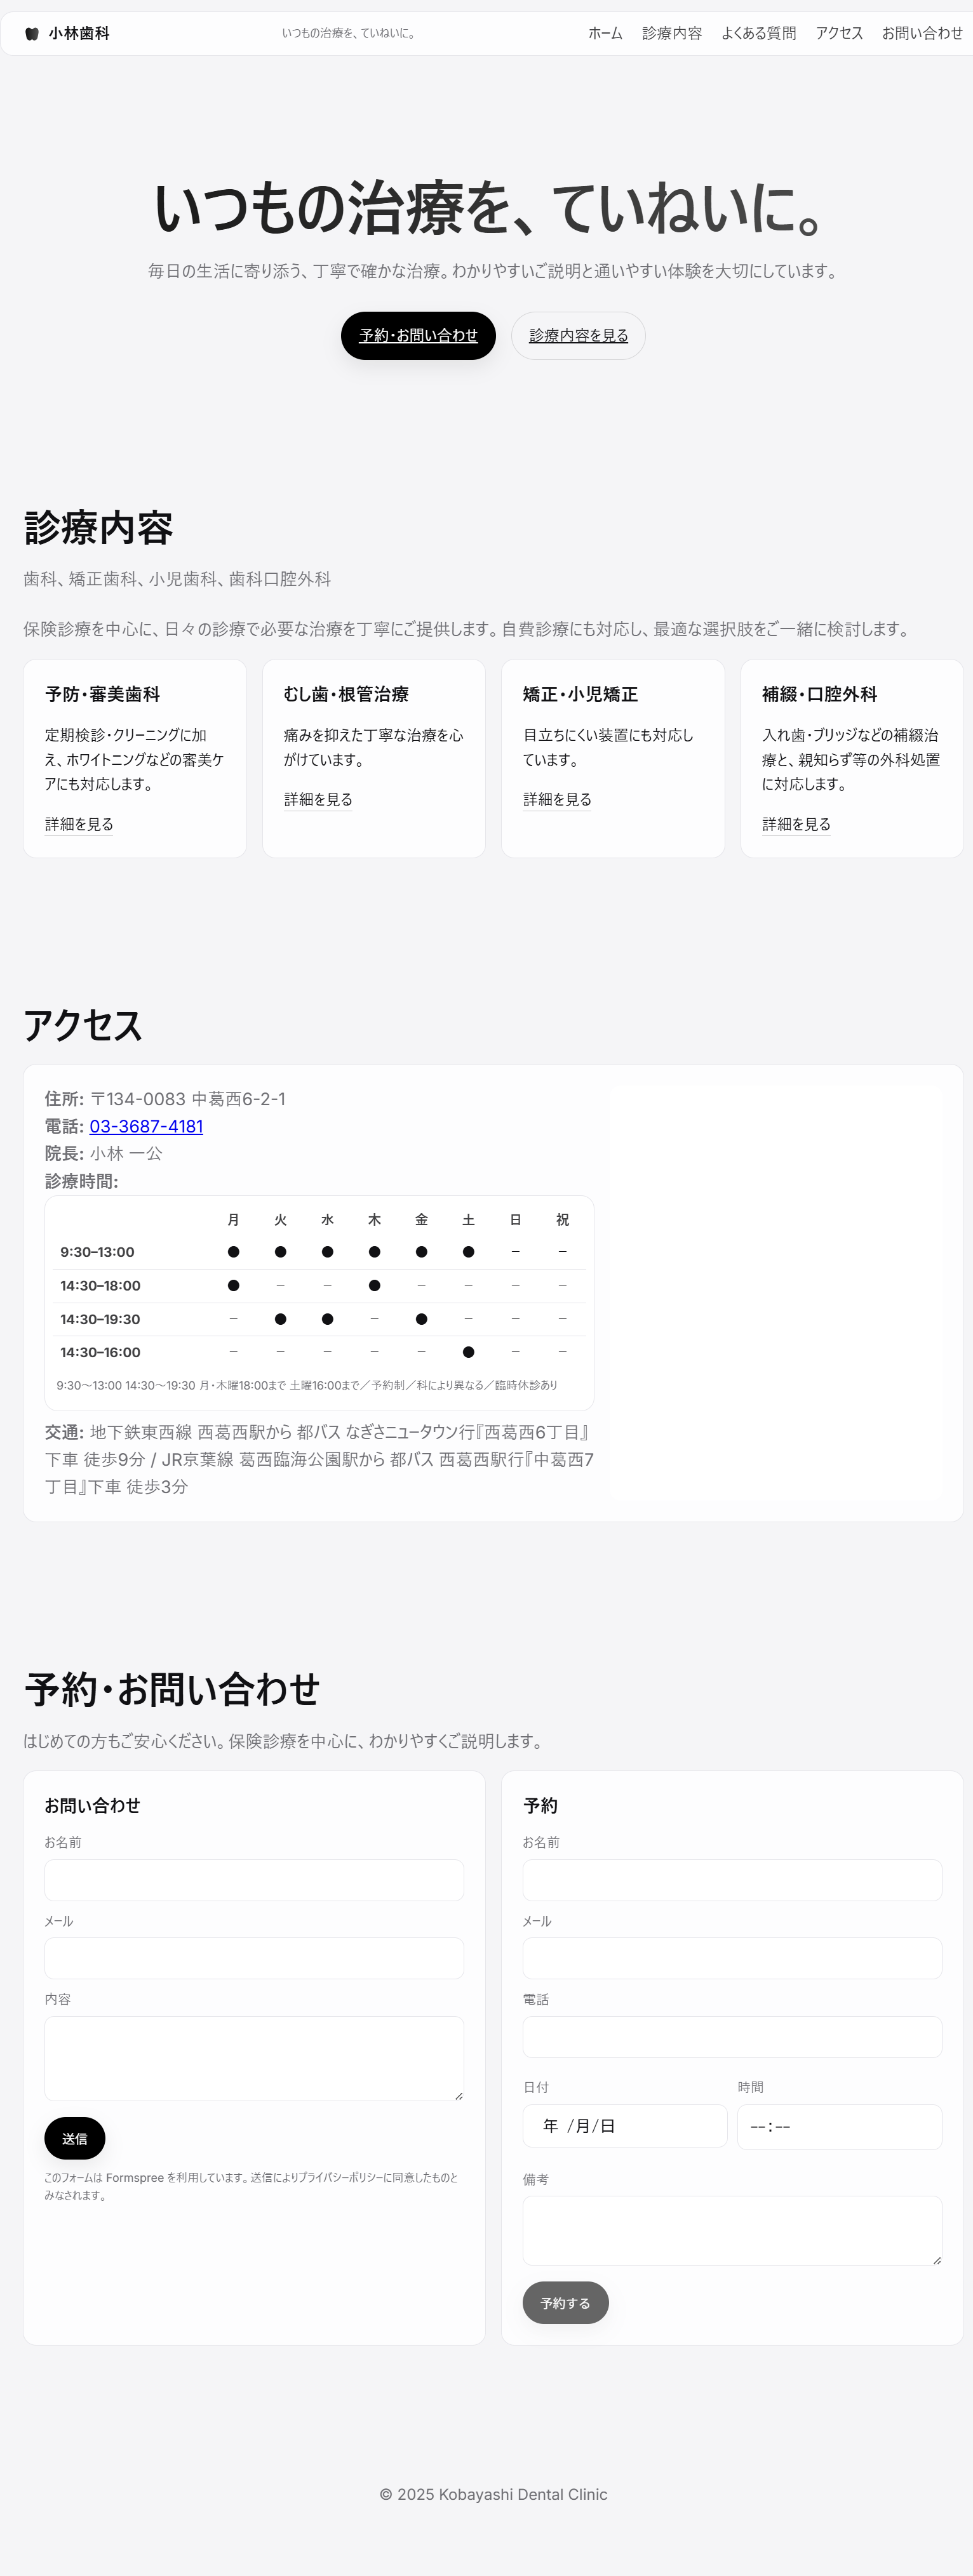 小林歯科
いつもの治療を、ていねいに。
ホーム 診療内容 よくある質問 アクセス お問い合わせ
いつもの治療を、ていねいに。
毎日の生活に寄り添う、丁寧で確かな治療。わかりやすいご説明と通いやすい体験を大切にしています。
予約・お問い合わせ 診療内容を見る
診療内容
歯科、矯正歯科、小児歯科、歯科口腔外科
保険診療を中心に、日々の診療で必要な治療を丁寧にご提供します。自費診療にも対応し、最適な選択肢をご一緒に検討します。
予防・審美歯科
定期検診・クリーニングに加
え、ホワイトニングなどの審美ケ
アにも対応します。
詳細を見る
むし歯・根管治療
痛みを抑えた丁寧な治療を心
がけています。
詳細を見る
矯正・小児矯正
目立ちにくい装置にも対応し
ています。
詳細を見る
補綴・口腔外科
入れ歯・ブリッジなどの補綴治
療と、親知らず等の外科処置
に対応します。
詳細を見る
アクセス
住所: 〒134-0083 中葛西6-2-1
電話: 03-3687-4181
院長: 小林 一公
診療時間:
月 火 水 木 金 土 日 祝
9:30–13:00 ● ● ● ● ● ● – –
14:30–18:00 ● – – ● – – – –
14:30–19:30 – ● ● – ● – – –
14:30–16:00 – – – – – ● – –
9:30〜13:00 14:30〜19:30 月・木曜18:00まで 土曜16:00まで／予約制／科により異なる／臨時休診あり
交通: 地下鉄東西線 西葛西駅から 都バス なぎさニュータウン行『西葛西6丁目』
下車 徒歩9分 / JR京葉線 葛西臨海公園駅から 都バス 西葛西駅行『中葛西7
丁目』下車 徒歩3分
予約・お問い合わせ
はじめての方もご安心ください。保険診療を中心に、わかりやすくご説明します。
お問い合わせ
お名前
メール
内容
送信
このフォームは Formspree を利用しています。送信によりプライバシーポリシーに同意したものと
みなされます。
予約
お名前
メール
電話
日付 時間
年 /月/日 --:--
備考
予約する
© 2025 Kobayashi Dental Clinic